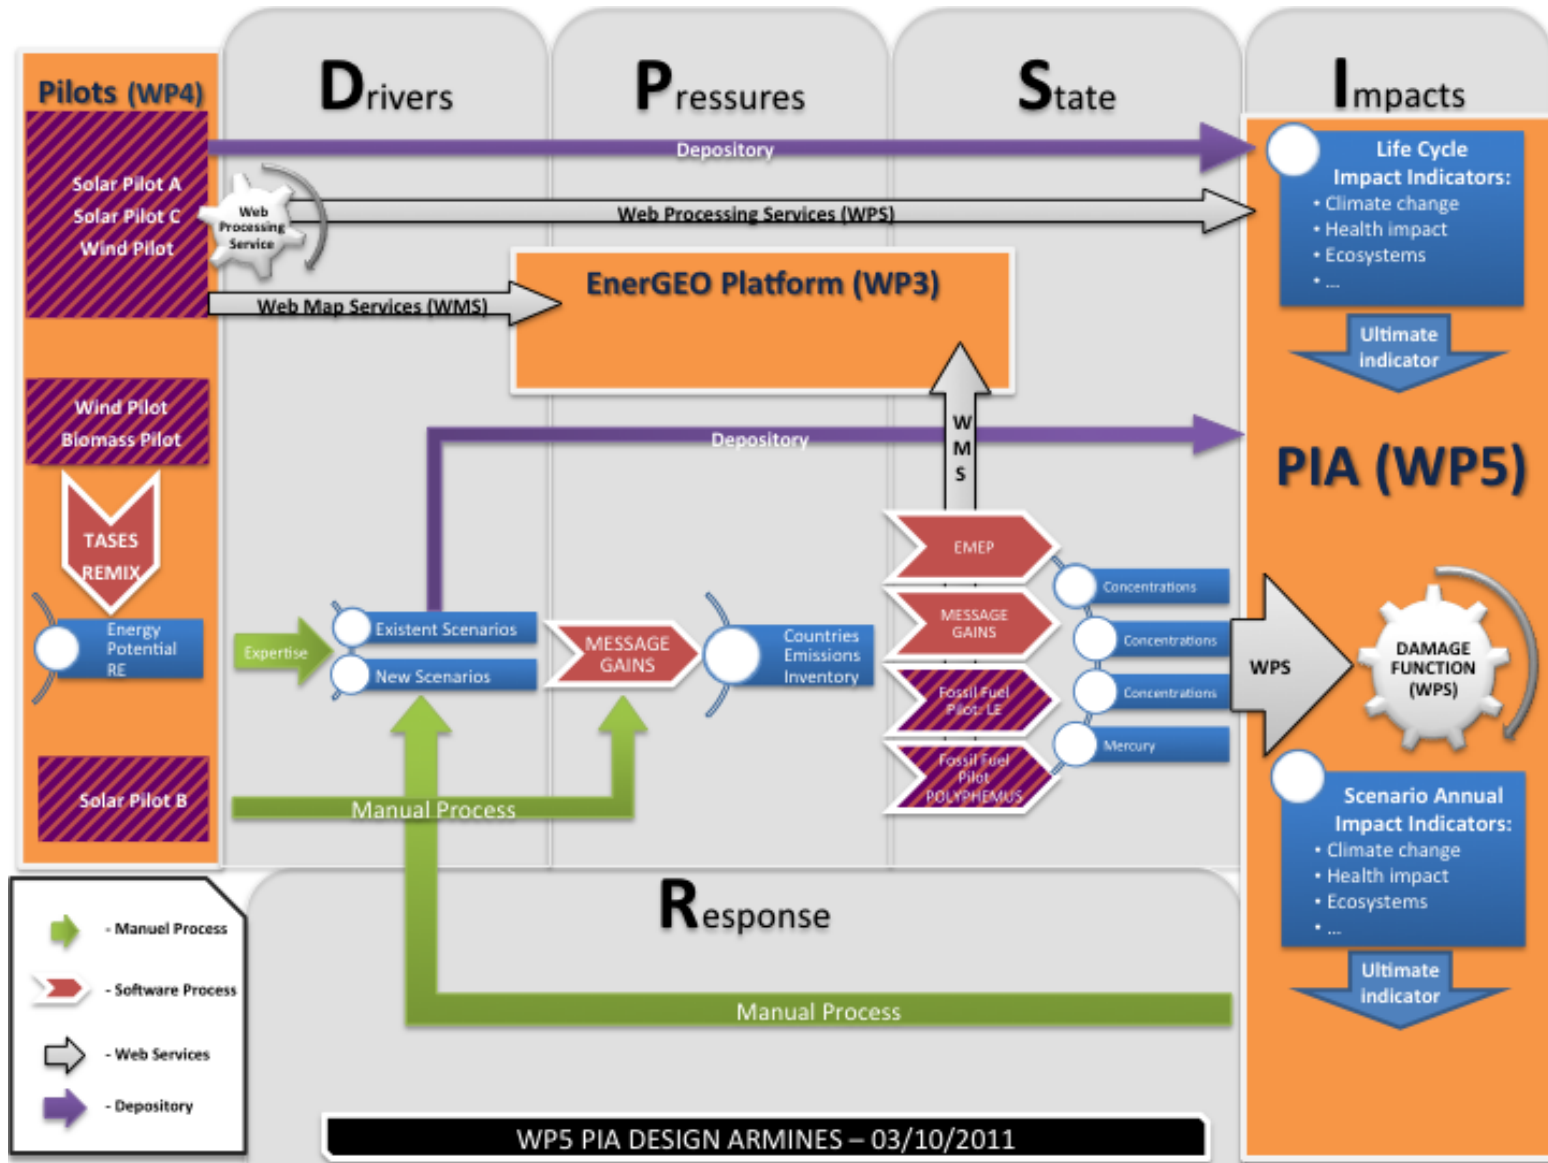 Pilots (WP4)
Drivers
Pressures
State
Impacts
Solar Pilot A
Solar Pilot C
Wind Pilot
Web
Processing
Service
Depository
Web Processing Services (WPS)
Web Map Services (WMS)
EnerGEO Platform (WP3)
Life Cycle
Impact Indicators:
• Climate change
• Health impact
• Ecosystems
• ...
Ultimate
indicator
Wind Pilot
Biomass Pilot
TASES
REMIX
Energy
Potential
RE
Solar Pilot B
Depository
W
M
S
PIA (WP5)
Expertise
Existent Scenarios
New Scenarios
MESSAGE
GAINS
Countries
Emissions
Inventory
EMEP
MESSAGE
GAINS
Fossil Fuel
Pilot: LE
Fossil Fuel
Pilot
POLYPHEMUS
Concentrations
Concentrations
Concentrations
Mercury
WPS
DAMAGE
FUNCTION
(WPS)
Manual Process
Scenario Annual
Impact Indicators:
• Climate change
• Health impact
• Ecosystems
• ...
Ultimate
indicator
Response
Manual Process
- Manuel Process
- Software Process
- Web Services
- Depository
WP5 PIA DESIGN ARMINES – 03/10/2011